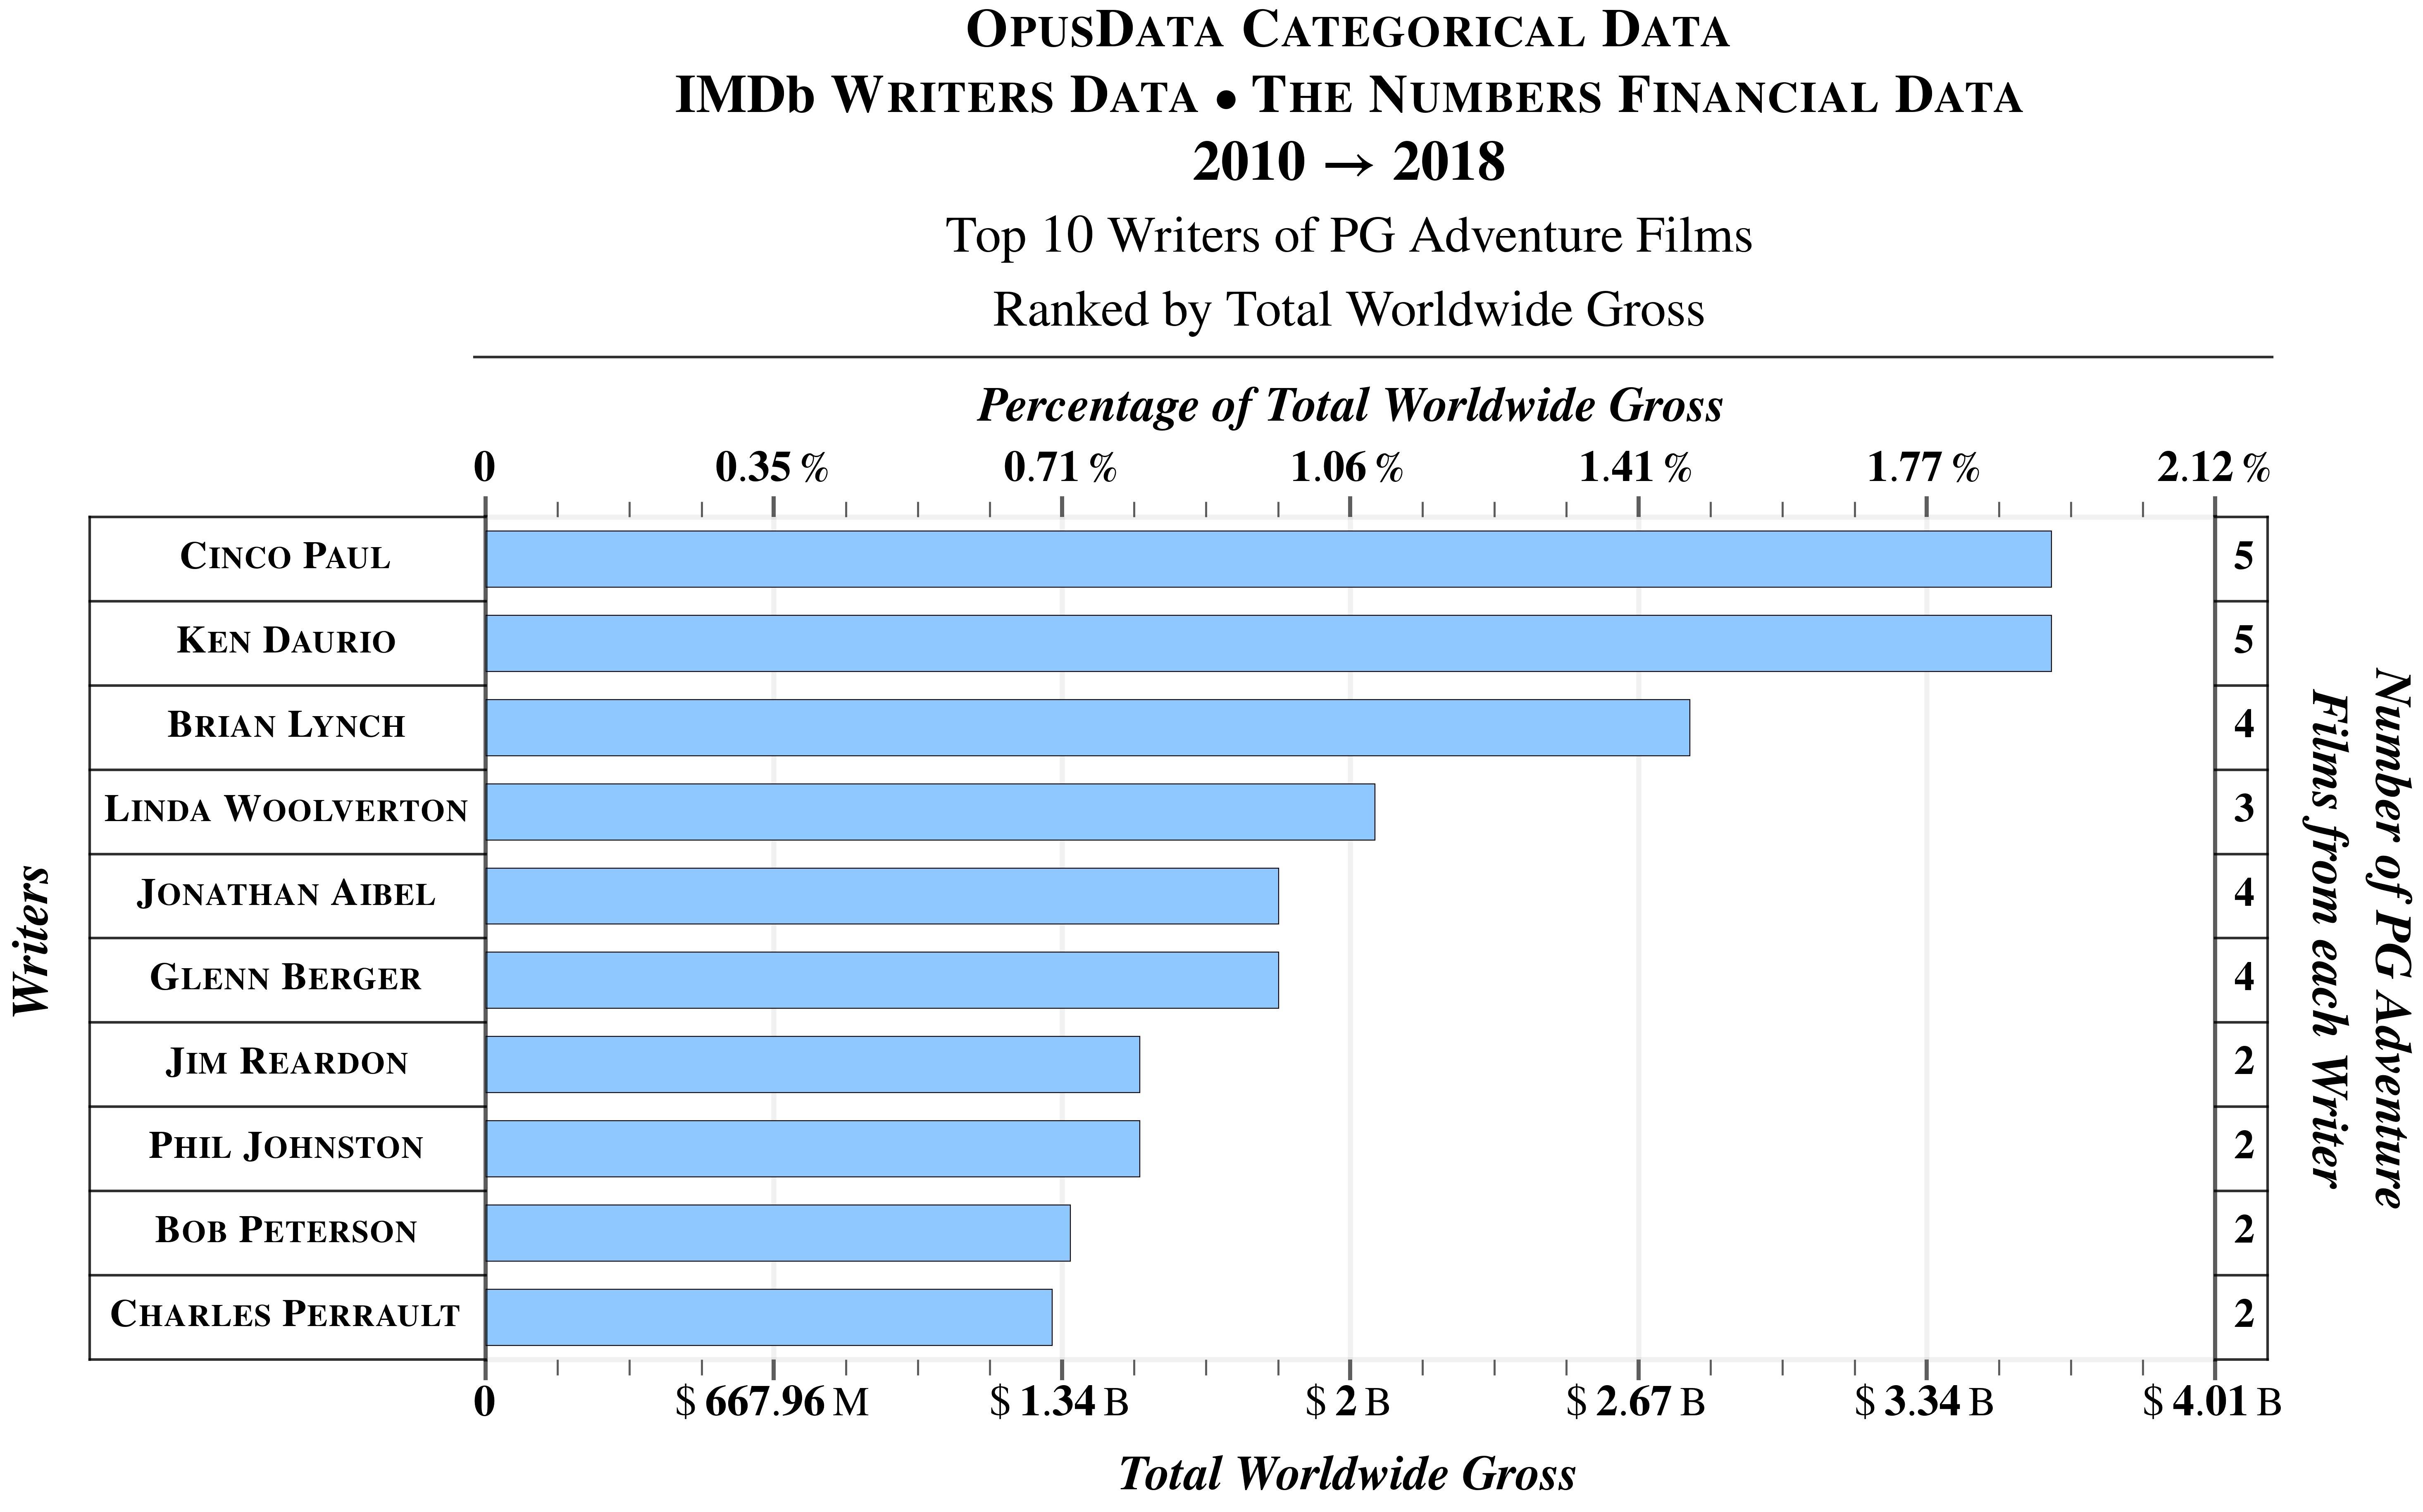 OpusData Categorical Data
IMDb Writers Data • The Numbers Financial Data
2010 → 2018
Top 10 Writers of PG Adventure Films
Ranked by Total Worldwide Gross
Percentage of Total Worldwide Gross
0 0.35 % 0.71 % 1.06 % 1.41 % 1.77 % 2.12 %
Writers
Cinco Paul 5
Ken Daurio 5
Brian Lynch 4
Linda Woolverton 3
Jonathan Aibel 4
Glenn Berger 4
Jim Reardon 2
Phil Johnston 2
Bob Peterson 2
Charles Perrault 2
Number of PG Adventure
Films from each Writer
0 $ 667.96 M $ 1.34 B $ 2 B $ 2.67 B $ 3.34 B $ 4.01 B
Total Worldwide Gross